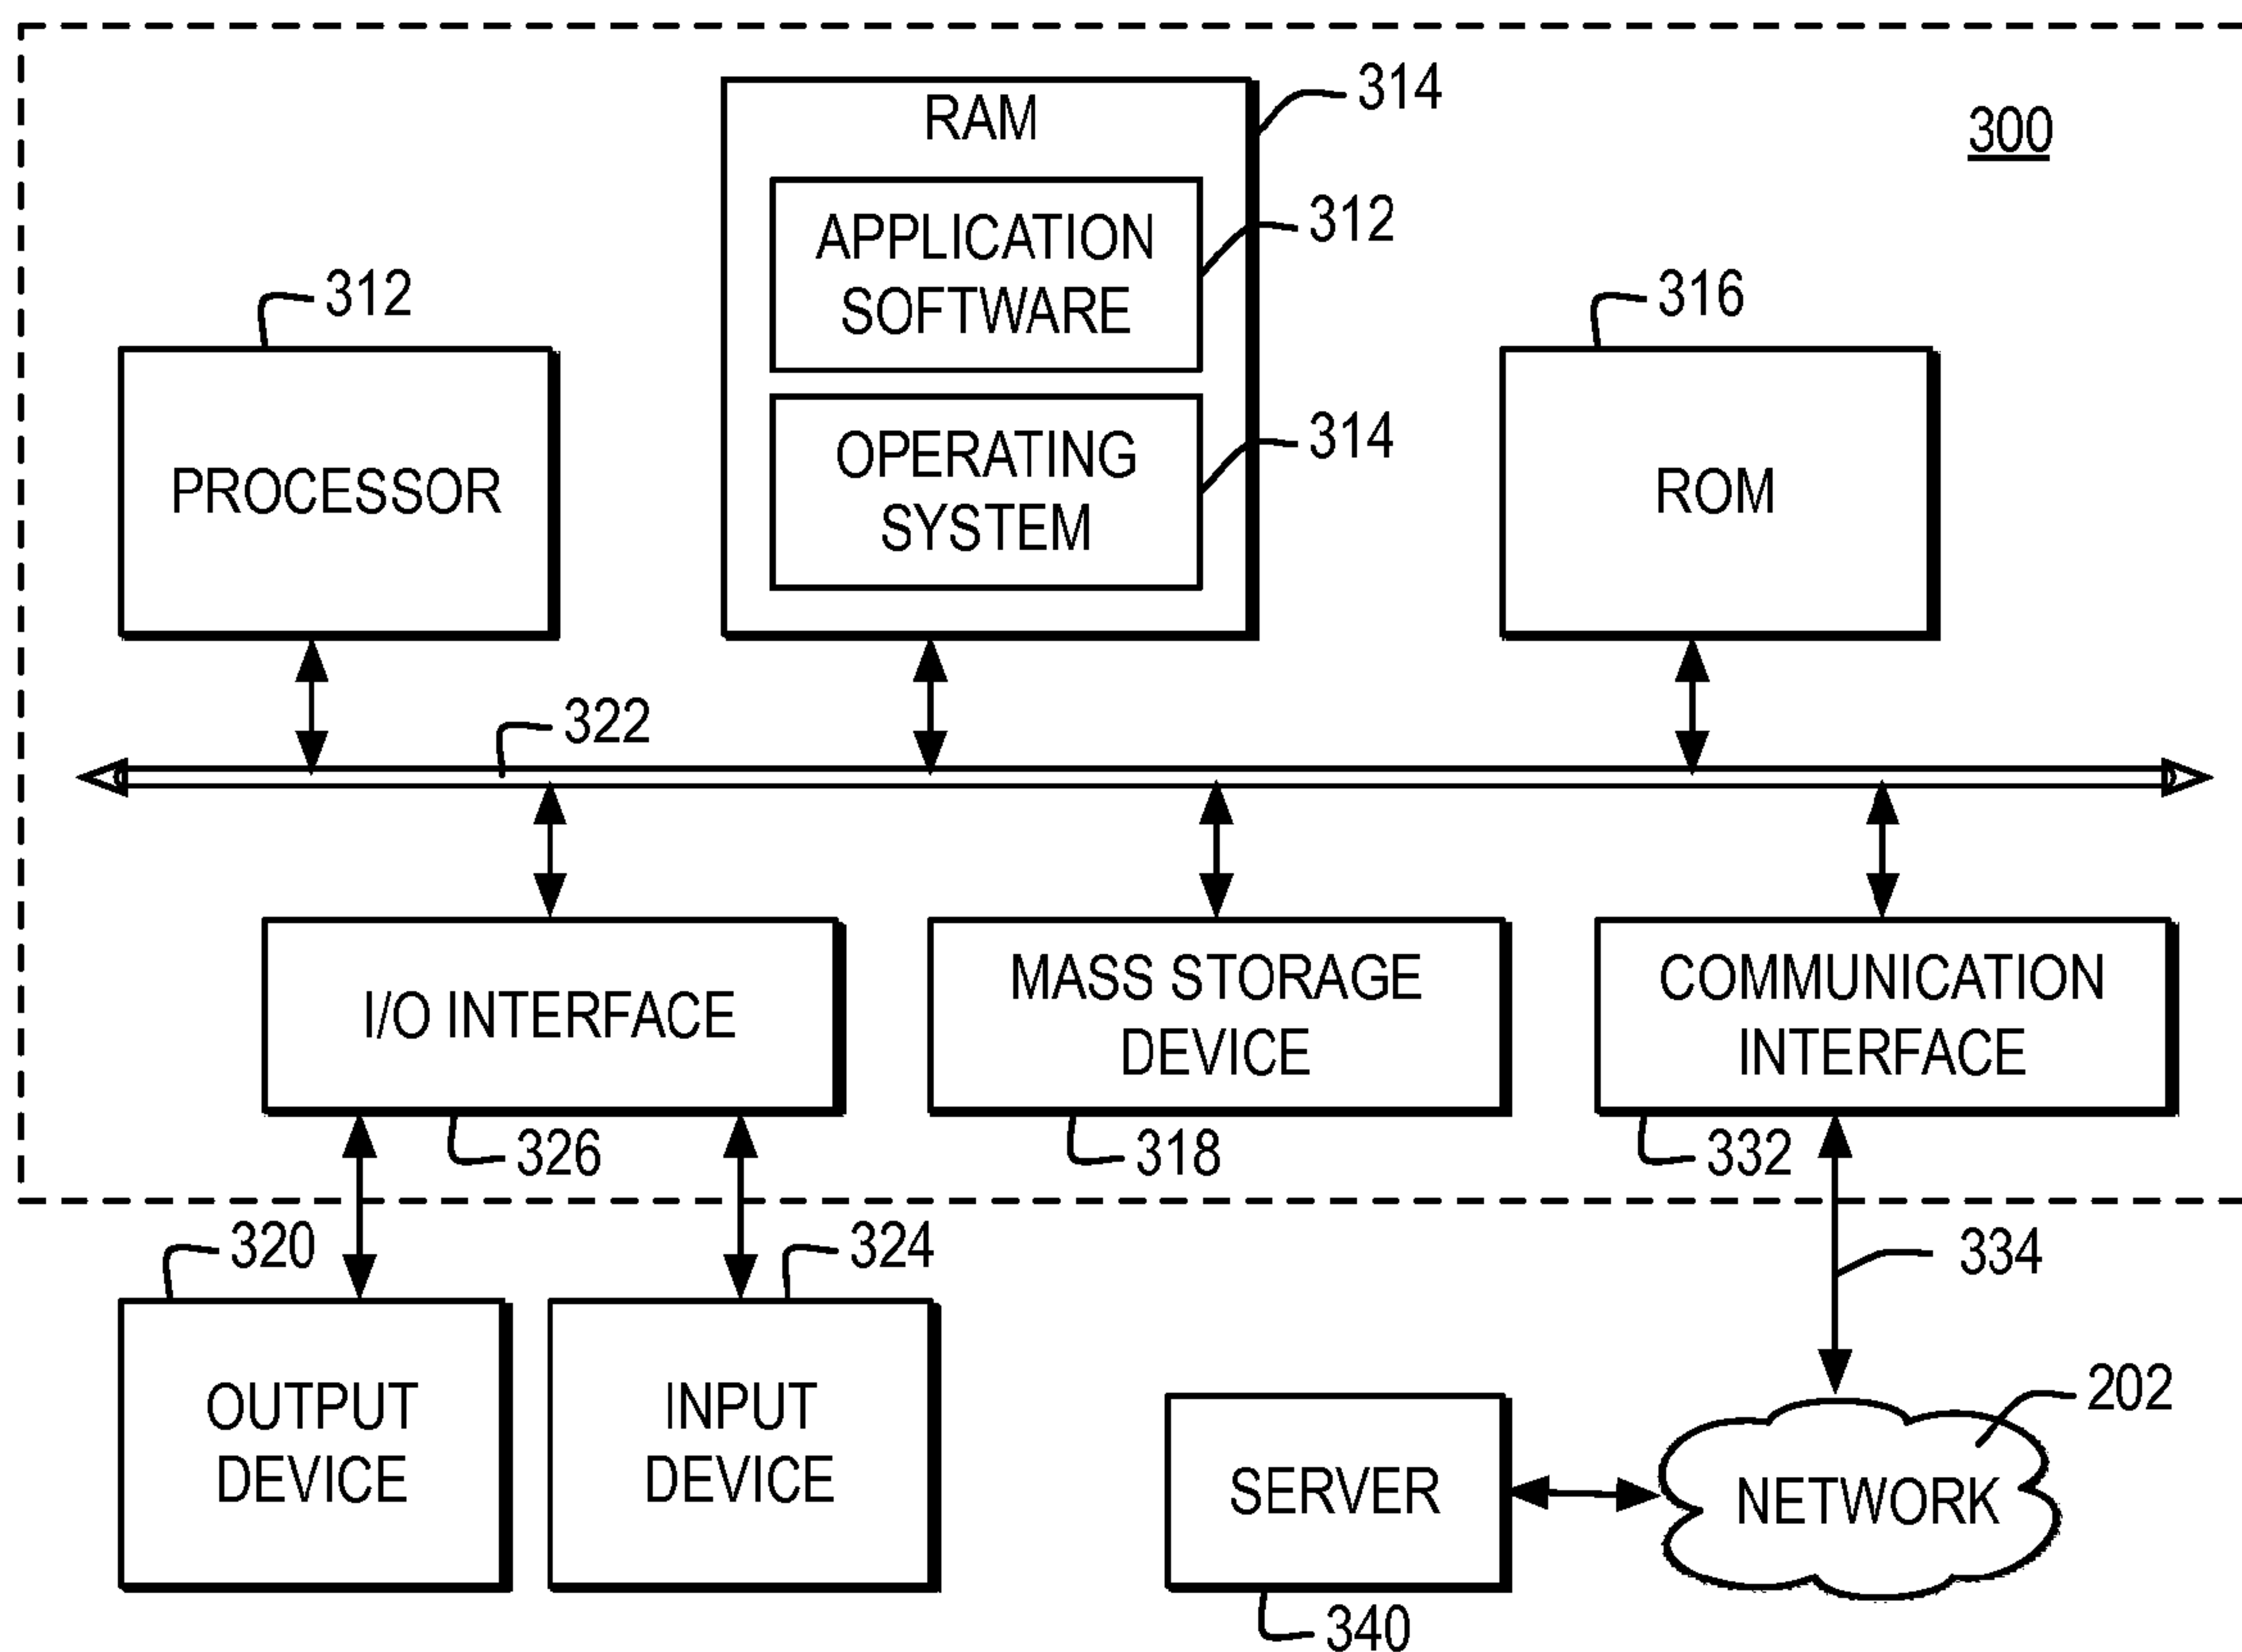 RAM
314
300
APPLICATION
SOFTWARE
312
312
316
OPERATING
SYSTEM
314
PROCESSOR
ROM
322
I/O INTERFACE
MASS STORAGE
DEVICE
COMMUNICATION
INTERFACE
326
318
332
320
324
334
OUTPUT
DEVICE
INPUT
DEVICE
SERVER
202
NETWORK
340